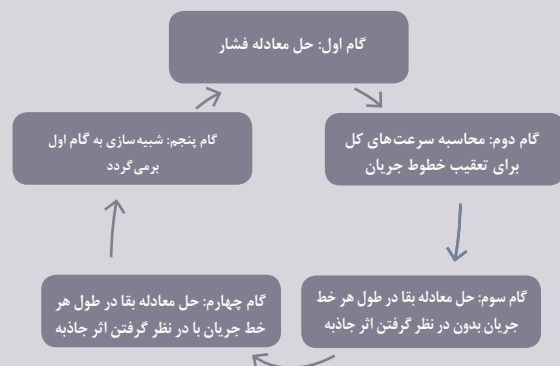 گام اول: حل معادله فشار
گام دوم: محاسبه سرعت‌های کل
برای تعقیب خطوط جریان
گام سوم: حل معادله بقا در طول هر خط
جریان بدون در نظر گرفتن اثر جاذبه
گام چهارم: حل معادله بقا در طول هر
خط جریان با در نظر گرفتن اثر جاذبه
گام پنجم: شبیه‌سازی به گام اول
برمی‌گردد